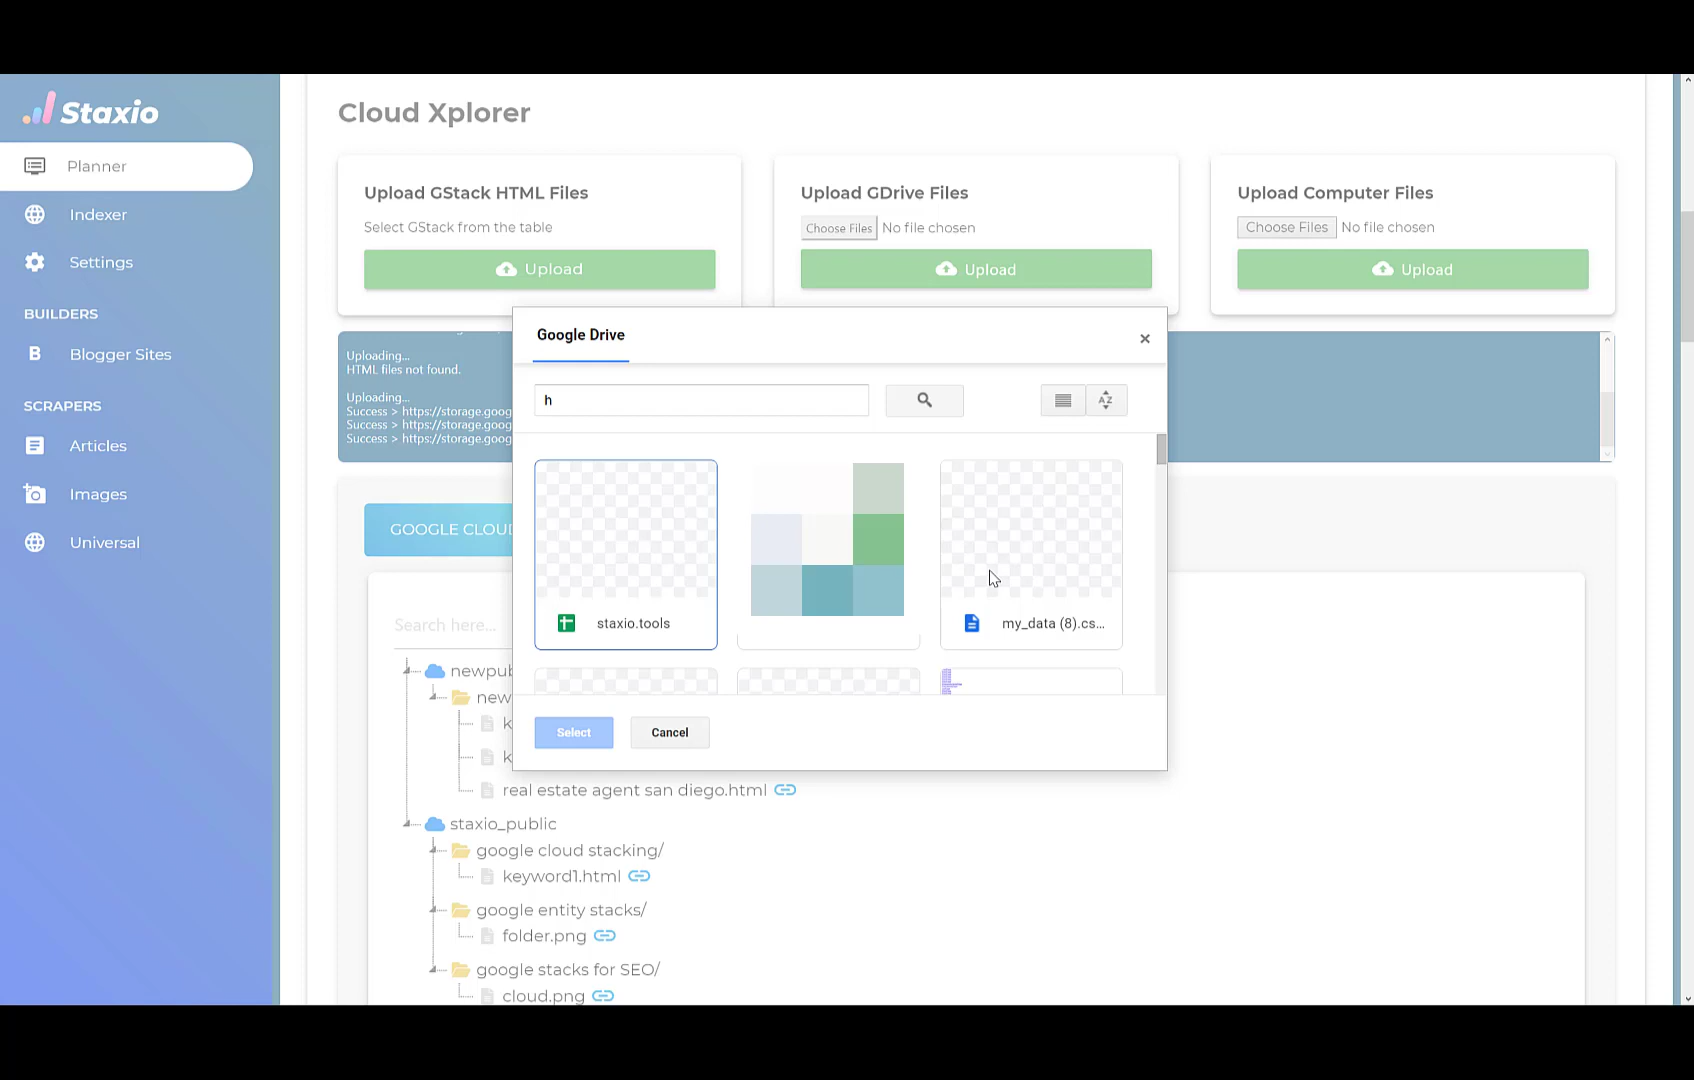 Staxio
Planner
Indexer
Settings
BUILDERS
B Blogger Sites
SCRAPERS
Articles
Images
Universal
Cloud Xplorer
Upload GStack HTML Files
Select GStack from the table
Upload
Upload GDrive Files
Choose Files No file chosen
Upload
Upload Computer Files
Choose Files No file chosen
Upload
Uploading...
HTML files not found.
Uploading...
Success > https://storage.goog
Success > https://storage.goog
Success > https://storage.goog
Google Drive
h
AZ
staxio.tools
my_data (8).cs...
Select
Cancel
GOOGLE CLOUD
Search here...
newpub
new
k
k
real estate agent san diego.html
staxio_public
google cloud stacking/
keyword1.html
google entity stacks/
folder.png
google stacks for SEO/
cloud.png